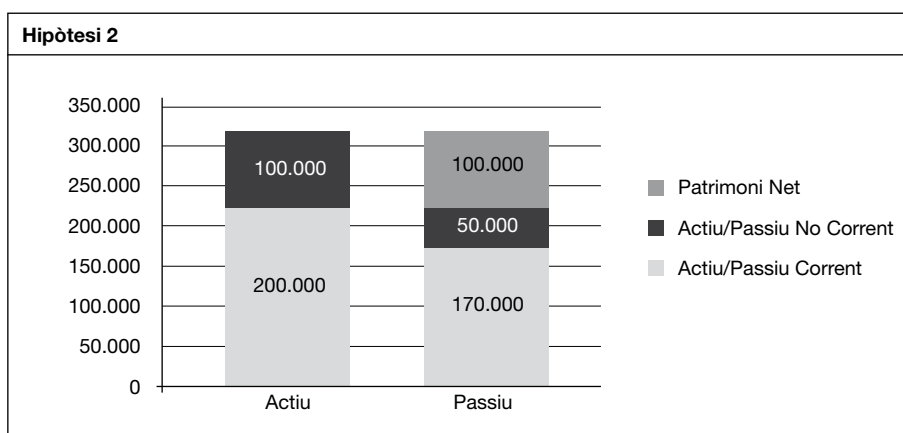 Hipòtesi 2
350.000
300.000
250.000
200.000
150.000
100.000
50.000
0
100.000
200.000
100.000
50.000
170.000
Actiu
Passiu
Patrimoni Net
Actiu/Passiu No Corrent
Actiu/Passiu Corrent